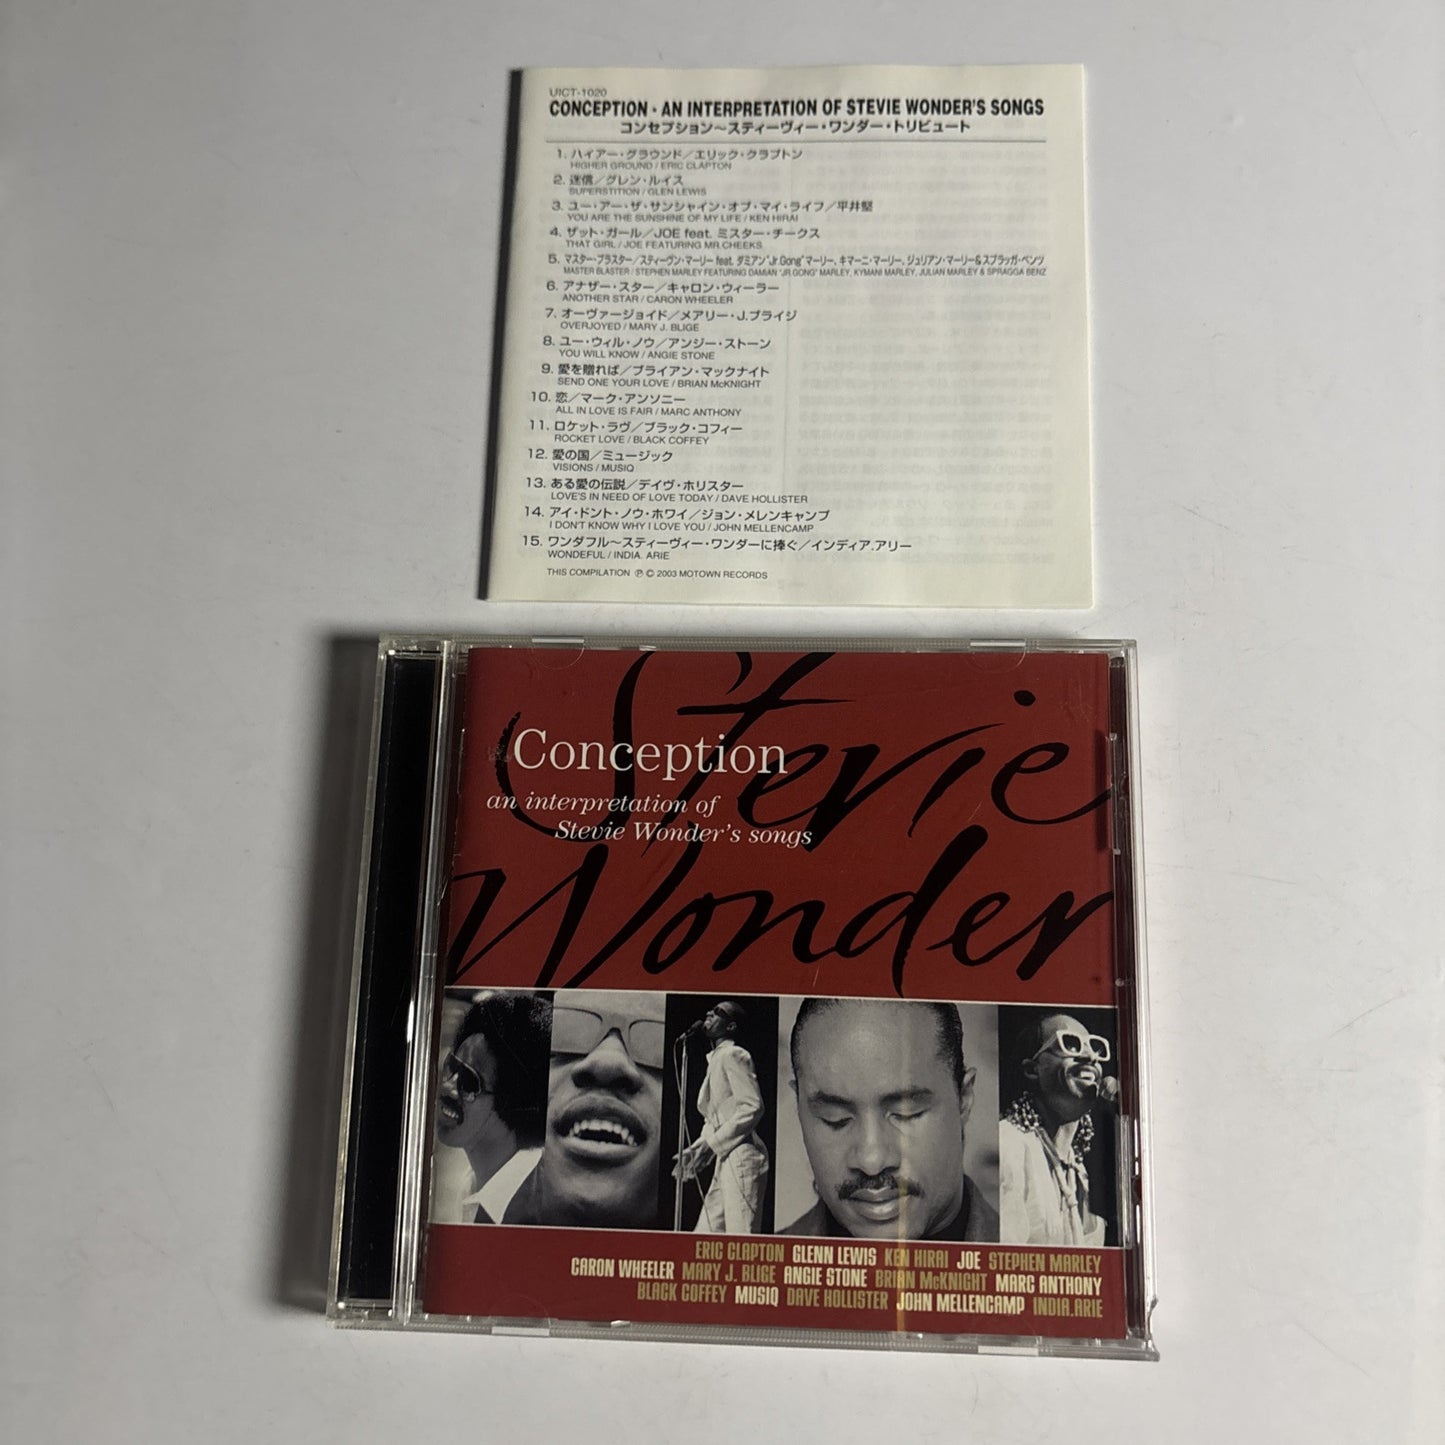 UICT-1020
CONCEPTION・AN INTERPRETATION OF STEVIE WONDER'S SONGS
コンセプション〜スティーヴィー・ワンダー・トリビュート
1. ハイアー・グラウンド／エリック・クラプトン
HIGHER GROUND / ERIC CLAPTON
2. 迷信／グレン・ルイス
SUPERSTITION / GLEN LEWIS
3. ユー・アー・ザ・サンシャイン・オブ・マイ・ライフ／平井堅
YOU ARE THE SUNSHINE OF MY LIFE / KEN HIRAI
4. ザット・ガール／JOE feat. ミスター・チークス
THAT GIRL / JOE FEATURING MR.CHEEKS
5. マスター・ブラスター／スティーヴン・マーリー feat. ダミアン"Jr.Gong"マーリー、キマーニ・マーリー、ジュリアン・マーリー&スプラッガ・ベンツ
MASTER BLASTER / STEPHEN MARLEY FEATURING DAMIAN "JR.GONG" MARLEY, KYMANI MARLEY, JULIAN MARLEY & SPRAGGA BENZ
6. アナザー・スター／キャロン・ウィーラー
ANOTHER STAR / CARON WHEELER
7. オーヴァージョイド／メアリー・J.ブライジ
OVERJOYED / MARY J. BLIGE
8. ユー・ウィル・ノウ／アンジー・ストーン
YOU WILL KNOW / ANGIE STONE
9. 愛を贈れば／ブライアン・マックナイト
SEND ONE YOUR LOVE / BRIAN McKNIGHT
10. 恋／マーク・アンソニー
ALL IN LOVE IS FAIR / MARC ANTHONY
11. ロケット・ラヴ／ブラック・コフィー
ROCKET LOVE / BLACK COFFEY
12. 愛の国／ミュージック
VISIONS / MUSIQ
13. ある愛の伝説／デイヴ・ホリスター
LOVE'S IN NEED OF LOVE TODAY / DAVE HOLLISTER
14. アイ・ドント・ノウ・ホワイ／ジョン・メレンキャンプ
I DON'T KNOW WHY I LOVE YOU / JOHN MELLENCAMP
15. ワンダフル〜スティーヴィー・ワンダーに捧ぐ／インディア.アリー
WONDEFUL / INDIA. ARIE
THIS COMPILATION ℗ © 2003 MOTOWN RECORDS
Stevie
Conception
an interpretation of
Stevie Wonder's songs
Wonder
ERIC CLAPTON GLENN LEWIS KEN HIRAI JOE STEPHEN MARLEY
CARON WHEELER MARY J. BLIGE ANGIE STONE BRIAN McKNIGHT MARC ANTHONY
BLACK COFFEY MUSIQ DAVE HOLLISTER JOHN MELLENCAMP INDIA.ARIE